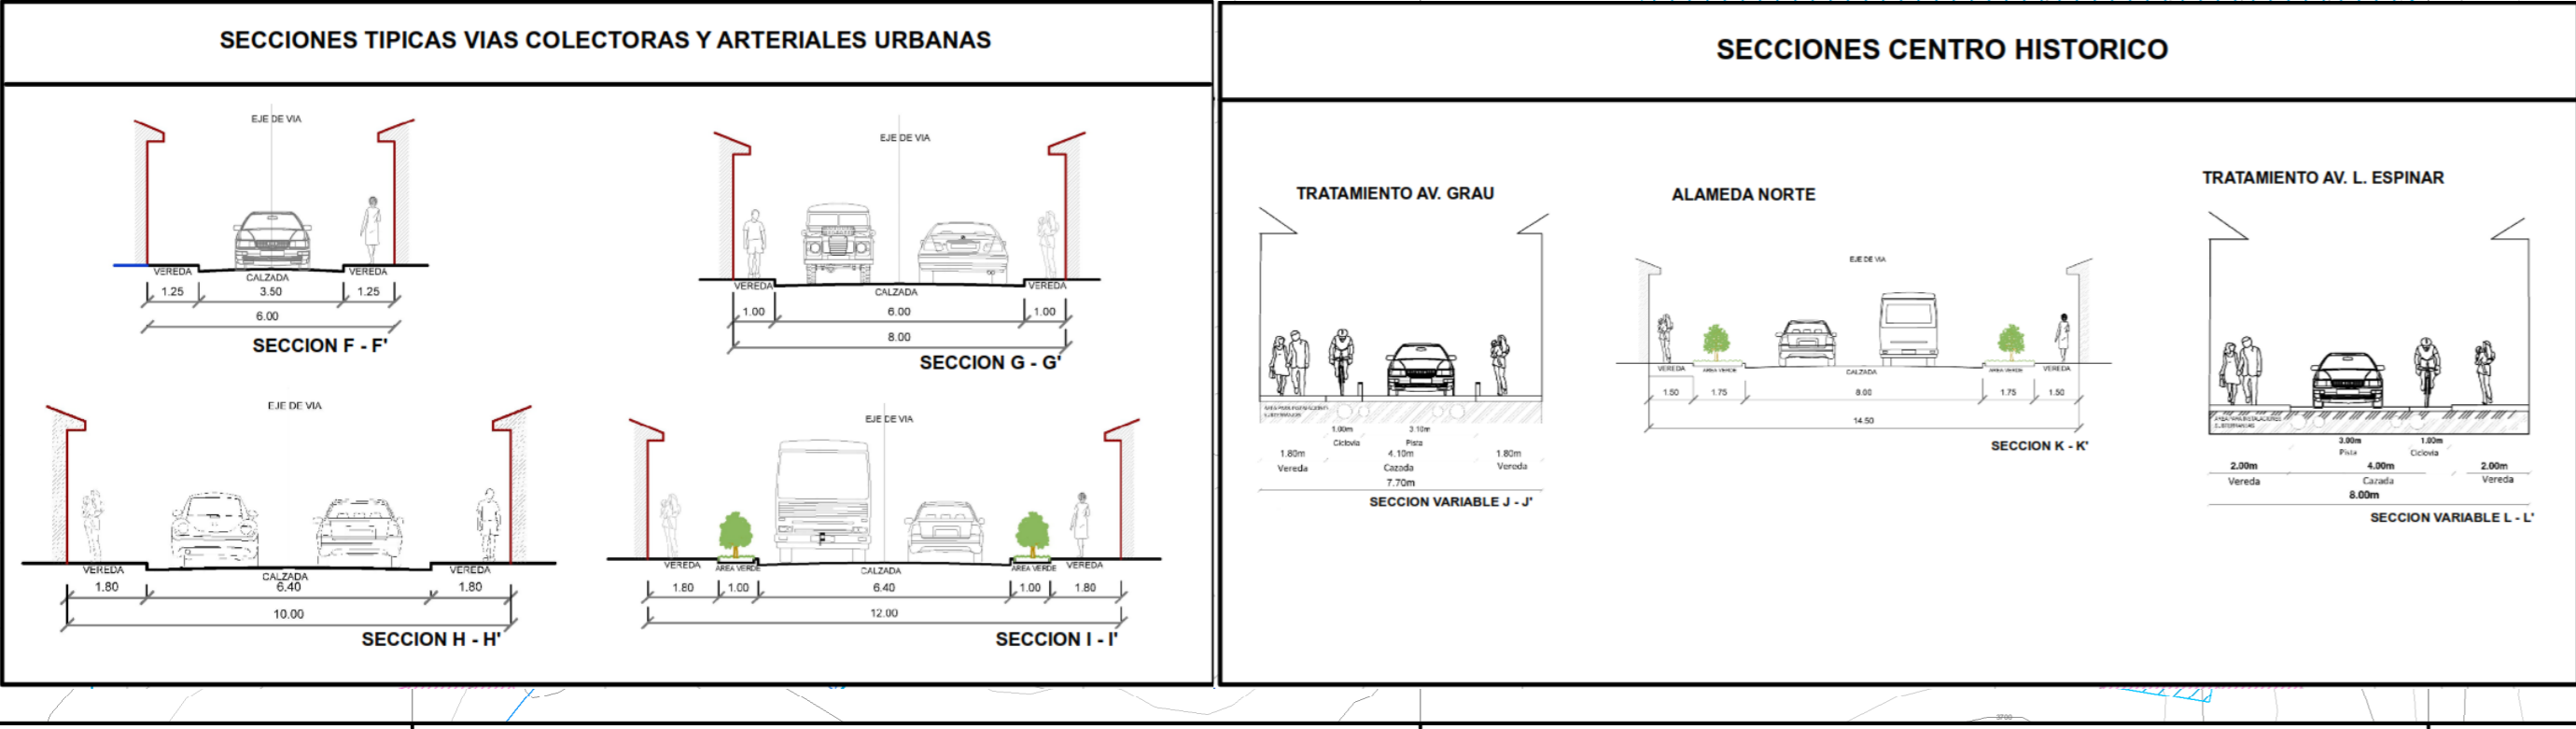 SECCIONES TIPICAS VIAS COLECTORAS Y ARTERIALES URBANAS
EJE DE VIA
VEREDA
CALZADA
VEREDA
1.25
3.50
1.25
6.00
SECCION F - F'
EJE DE VIA
VEREDA
CALZADA
VEREDA
1.00
6.00
1.00
8.00
SECCION G - G'
EJE DE VIA
VEREDA
CALZADA
VEREDA
1.80
6.40
1.80
10.00
SECCION H - H'
EJE DE VIA
VEREDA
AREA VERDE
CALZADA
AREA VERDE
VEREDA
1.80
1.00
6.40
1.00
1.80
12.00
SECCION I - I'
SECCIONES CENTRO HISTORICO
TRATAMIENTO AV. GRAU
1.00m
3.10m
Ciclovia
Pista
1.80m
4.10m
1.80m
Vereda
Cazada
Vereda
7.70m
SECCION VARIABLE J - J'
ALAMEDA NORTE
EJE DE VIA
VEREDA
AREA VERDE
CALZADA
AREA VERDE
VEREDA
1.50
1.75
8.00
1.75
1.50
14.50
SECCION K - K'
TRATAMIENTO AV. L. ESPINAR
3.00m
1.00m
Pista
Ciclovia
2.00m
4.00m
2.00m
Vereda
Cazada
Vereda
8.00m
SECCION VARIABLE L - L'
3700